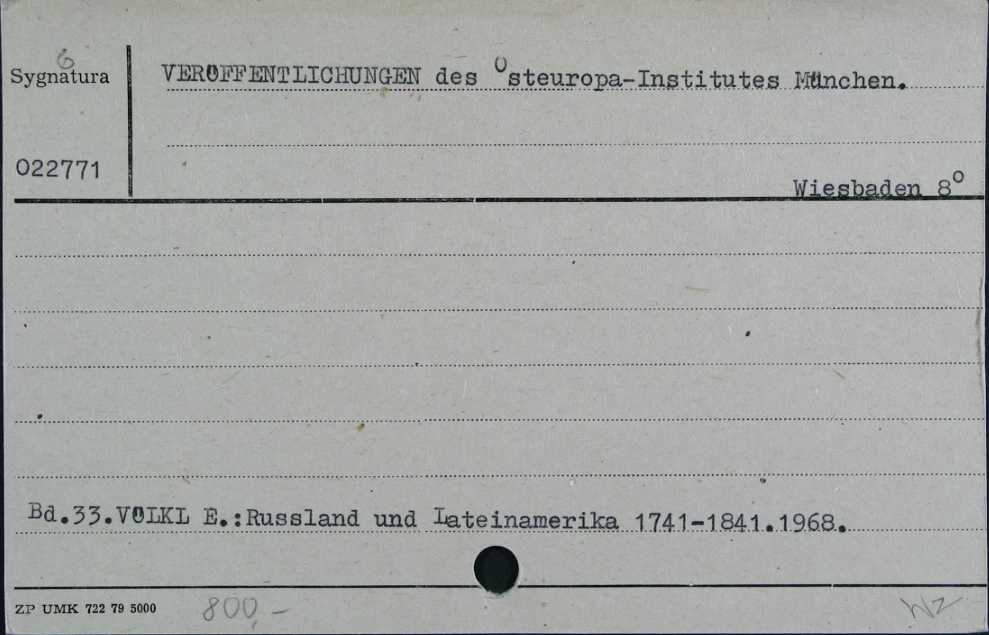 6
Sygnatura
VERÖFFENTLICHUNGEN des Osteuropa-Institutes München.
022771
Wiesbaden 8°
Bd.33.VÖLKL E.:Russland und Lateinamerika 1741-1841.1968.
ZP UMK 722 79 5000
800,-
WZ